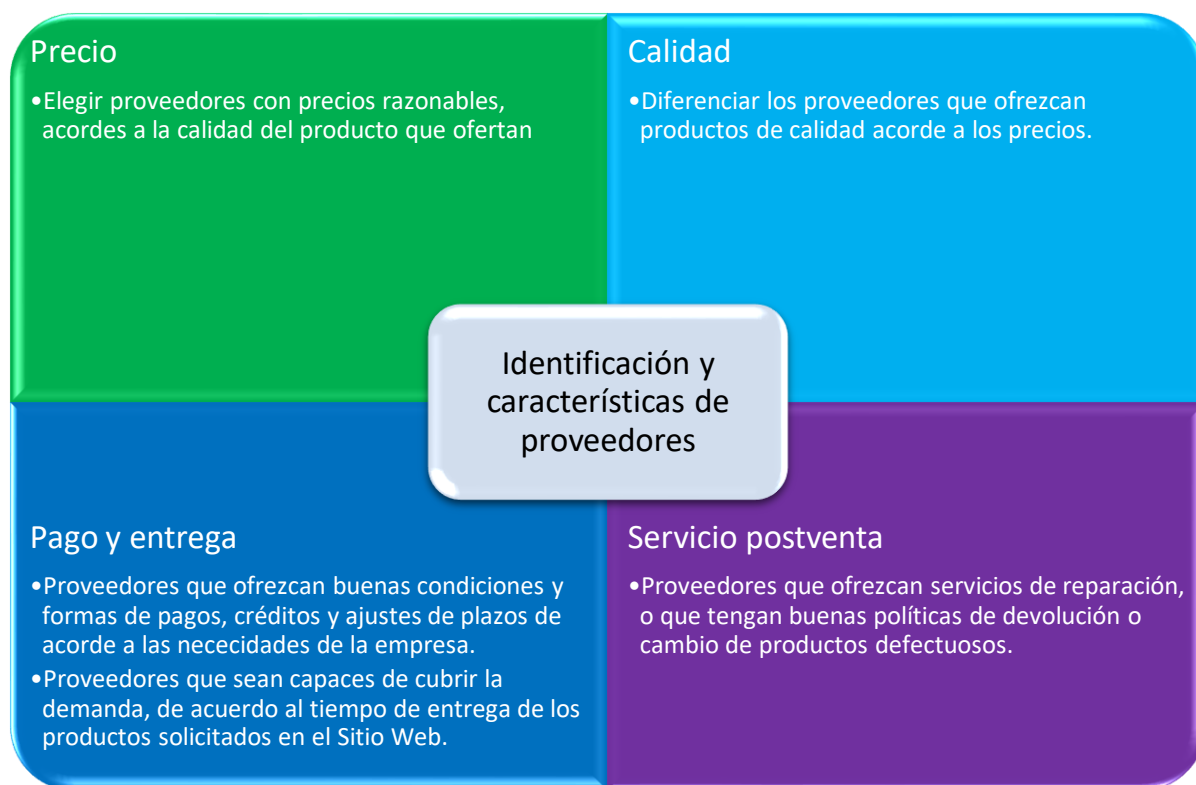 Precio
•Elegir proveedores con precios razonables,
acordes a la calidad del producto que ofertan
Calidad
•Diferenciar los proveedores que ofrezcan
productos de calidad acorde a los precios.
Identificación y
características de
proveedores
Pago y entrega
•Proveedores que ofrezcan buenas condiciones y
formas de pagos, créditos y ajustes de plazos de
acorde a las nececidades de la empresa.
•Proveedores que sean capaces de cubrir la
demanda, de acuerdo al tiempo de entrega de los
productos solicitados en el Sitio Web.
Servicio postventa
•Proveedores que ofrezcan servicios de reparación,
o que tengan buenas políticas de devolución o
cambio de productos defectuosos.